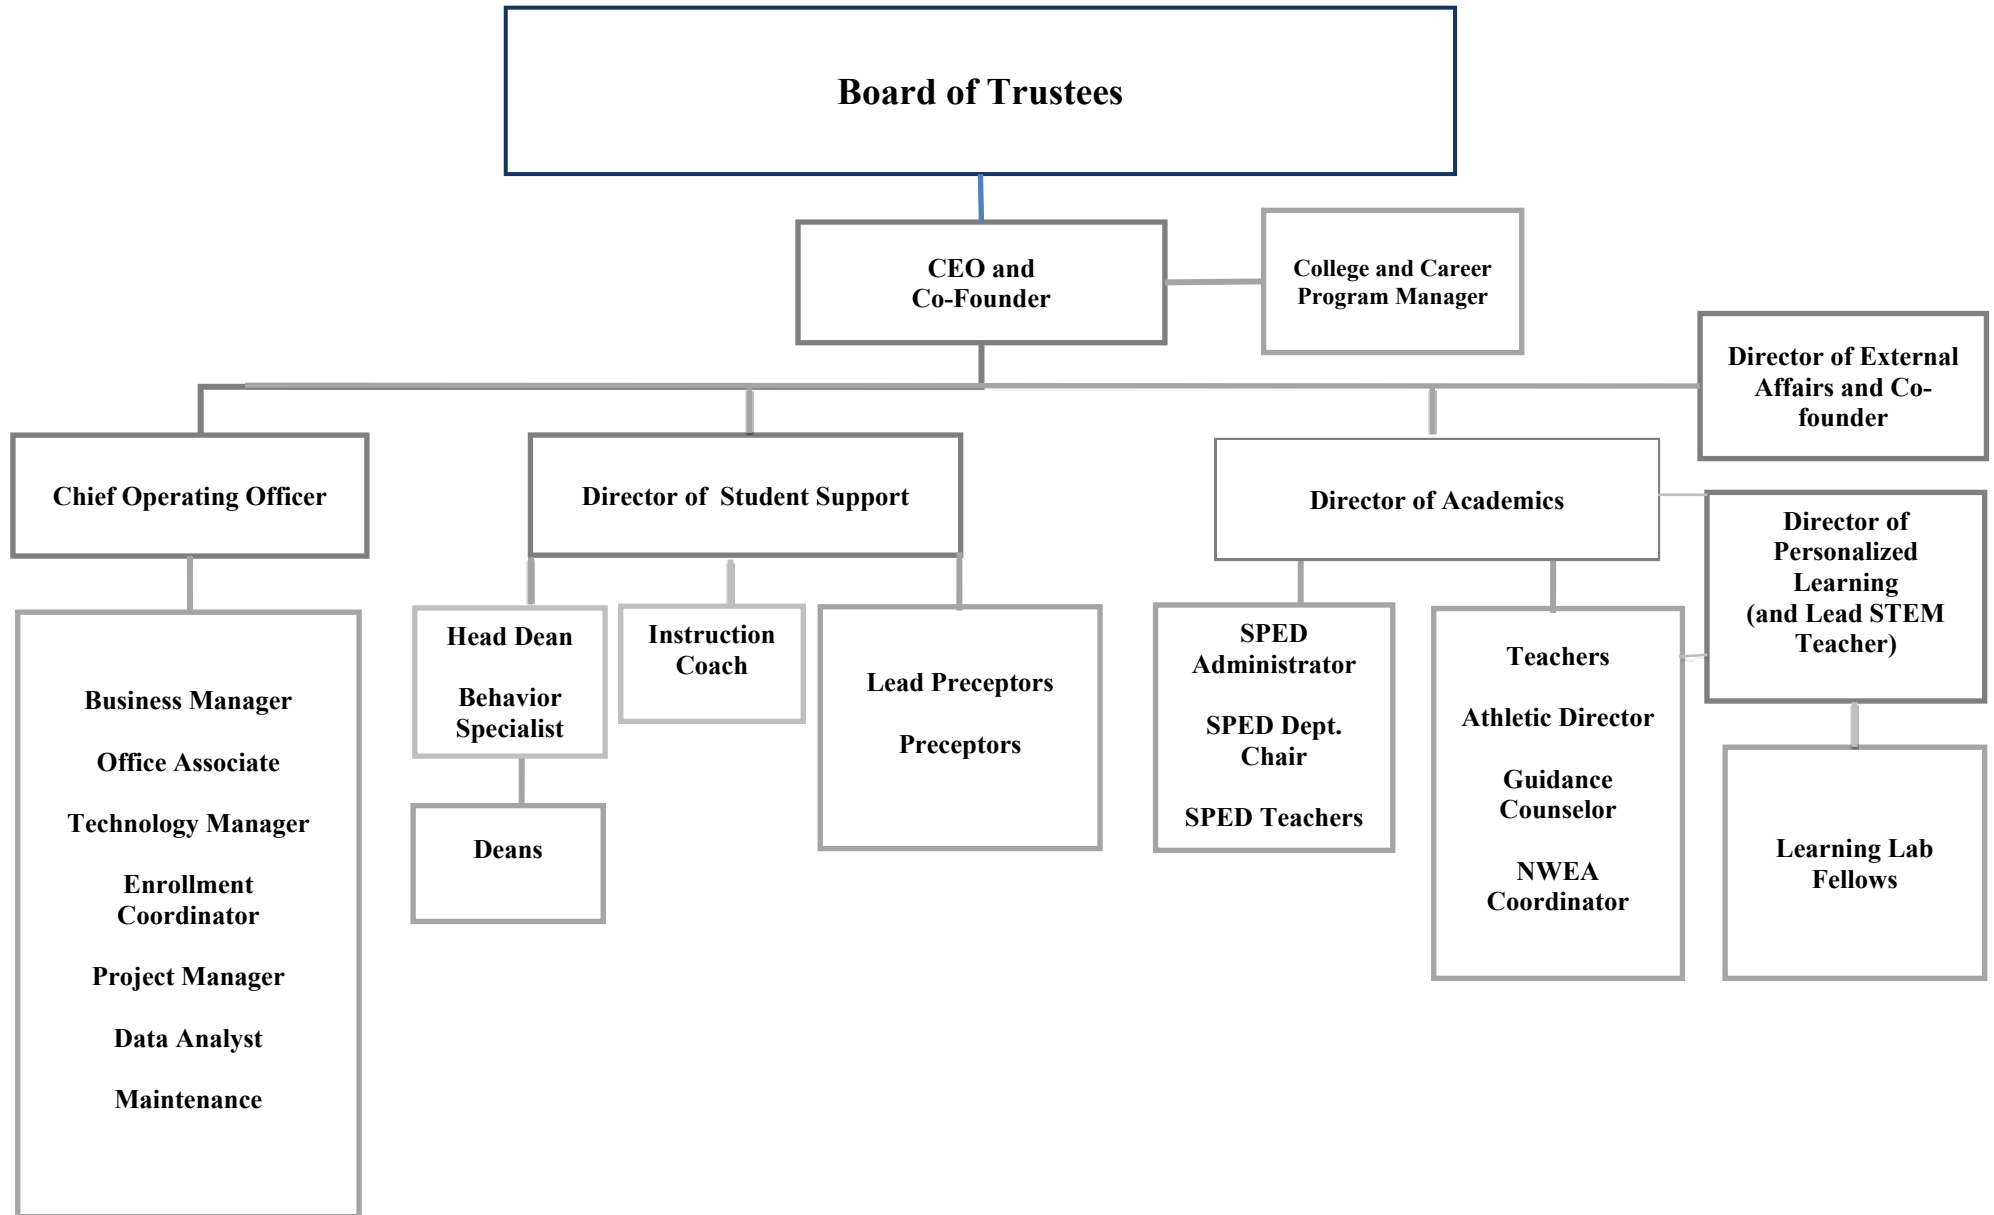 Board of Trustees
CEO and
Co-Founder
College and Career
Program Manager
Director of External
Affairs and Co-
founder
Chief Operating Officer
Director of  Student Support
Director of Academics
Director of
Personalized
Learning
(and Lead STEM
Teacher)
Business Manager
Office Associate
Technology Manager
Enrollment
Coordinator
Project Manager
Data Analyst
Maintenance
Head Dean
Behavior
Specialist
Deans
Instruction
Coach
Lead Preceptors
Preceptors
SPED
Administrator
SPED Dept.
Chair
SPED Teachers
Teachers
Athletic Director
Guidance
Counselor
NWEA
Coordinator
Learning Lab
Fellows